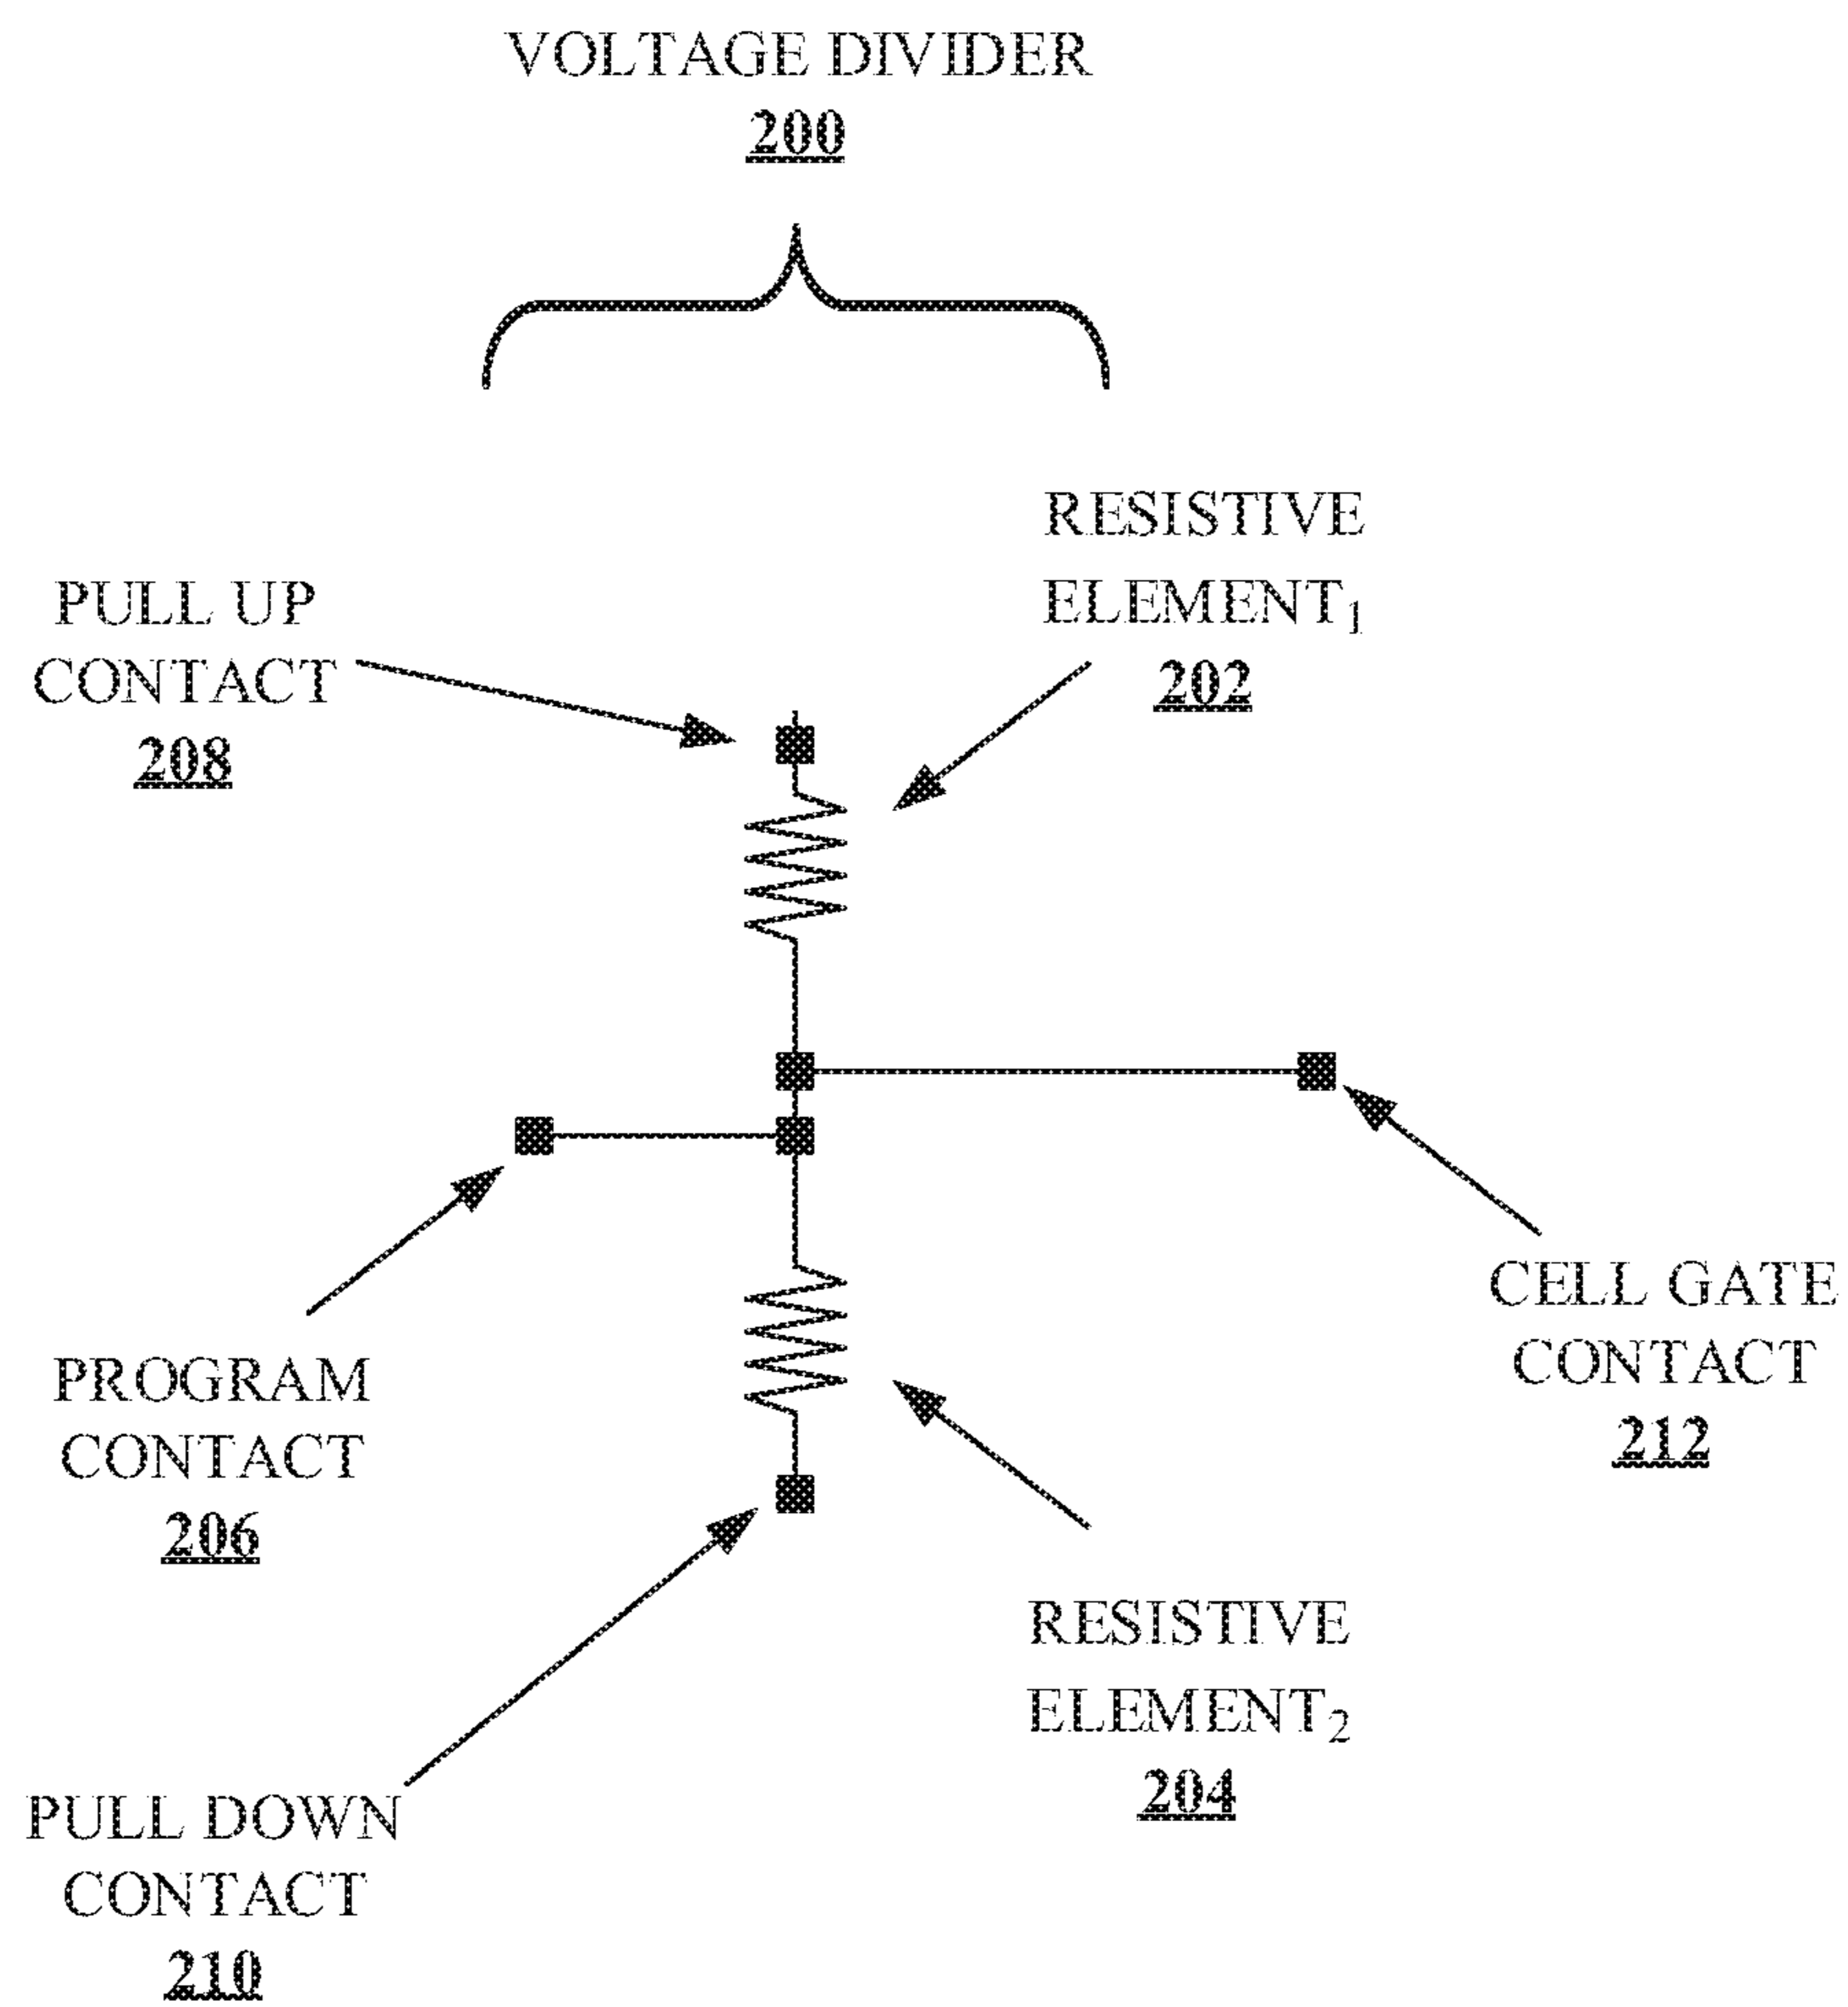 VOLTAGE DIVIDER
200
RESISTIVE
ELEMENT₁
202
PULL UP
CONTACT
208
CELL GATE
CONTACT
212
PROGRAM
CONTACT
206
RESISTIVE
ELEMENT₂
204
PULL DOWN
CONTACT
210